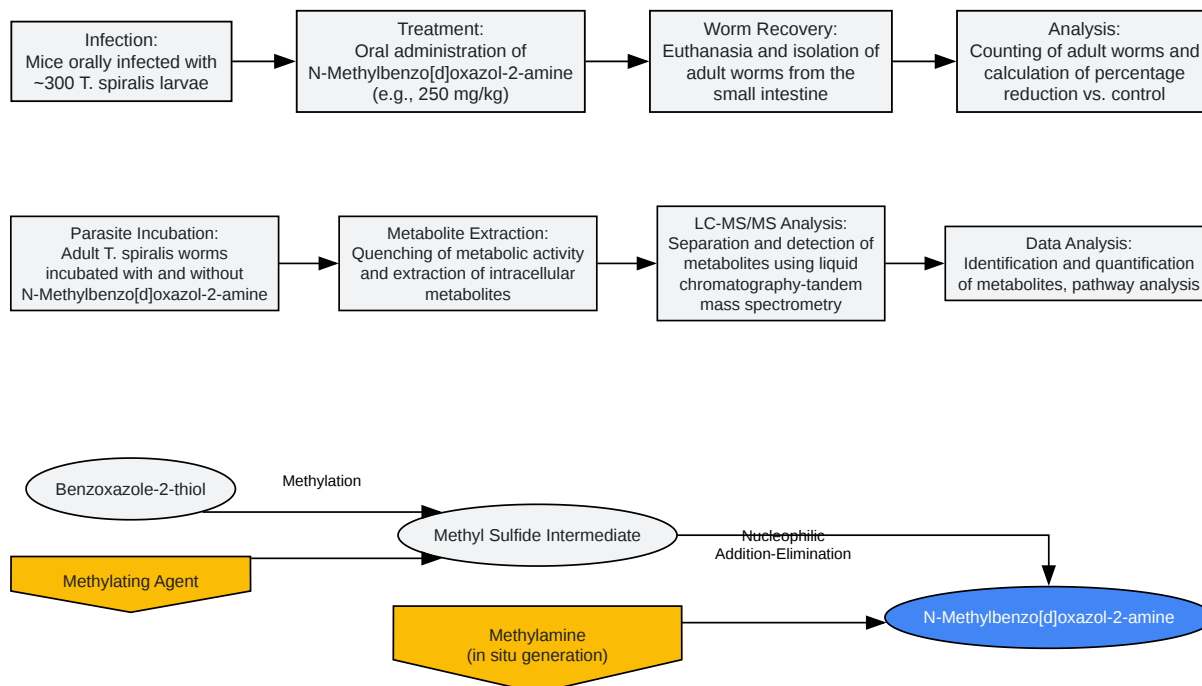 Infection:
Mice orally infected with
~300 T. spiralis larvae
Treatment:
Oral administration of
N-Methylbenzo[d]oxazol-2-amine
(e.g., 250 mg/kg)
Worm Recovery:
Euthanasia and isolation of
adult worms from the
small intestine
Analysis:
Counting of adult worms and
calculation of percentage
reduction vs. control
Parasite Incubation:
Adult T. spiralis worms
incubated with and without
N-Methylbenzo[d]oxazol-2-amine
Metabolite Extraction:
Quenching of metabolic activity
and extraction of intracellular
metabolites
LC-MS/MS Analysis:
Separation and detection of
metabolites using liquid
chromatography-tandem
mass spectrometry
Data Analysis:
Identification and quantification
of metabolites, pathway analysis
Benzoxazole-2-thiol
Methylation
Methylating Agent
Methyl Sulfide Intermediate
Nucleophilic
Addition-Elimination
Methylamine
(in situ generation)
N-Methylbenzo[d]oxazol-2-amine